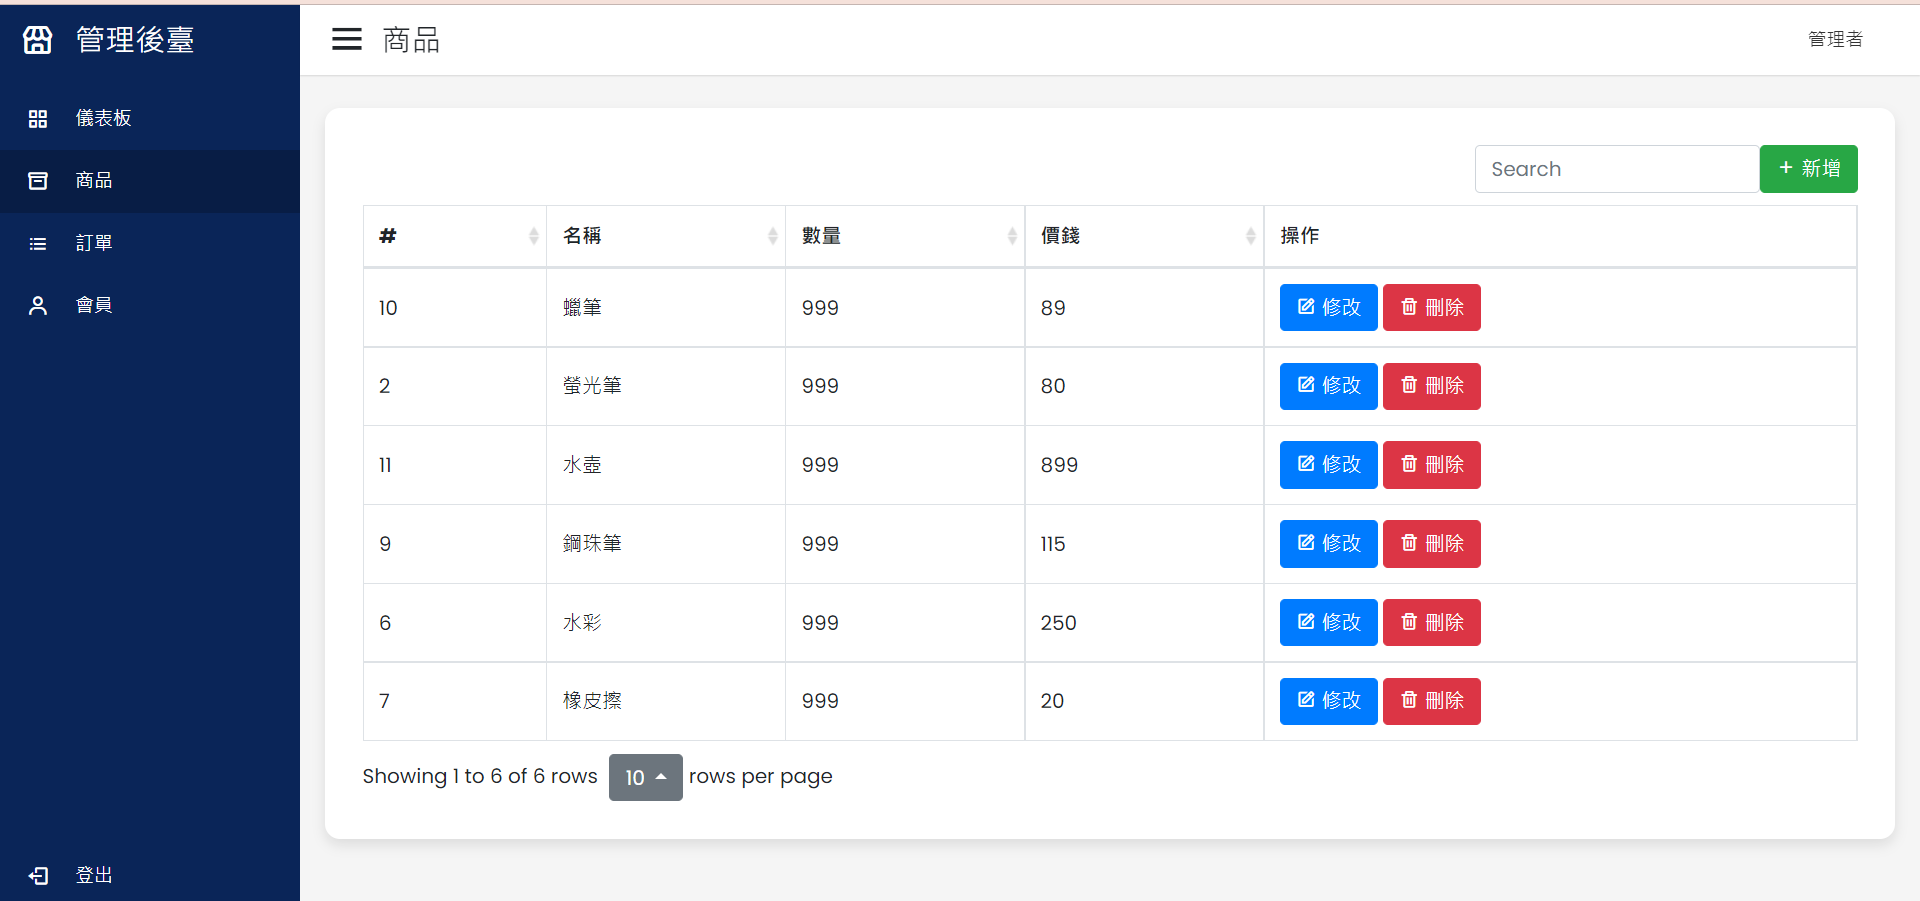 管理後臺
儀表板
商品
訂單
會員
登出
商品
管理者
Search
+ 新增
# 名稱 數量 價錢 操作
10 蠟筆 999 89 修改 刪除
2 螢光筆 999 80 修改 刪除
11 水壺 999 899 修改 刪除
9 鋼珠筆 999 115 修改 刪除
6 水彩 999 250 修改 刪除
7 橡皮擦 999 20 修改 刪除
Showing 1 to 6 of 6 rows 10 rows per page